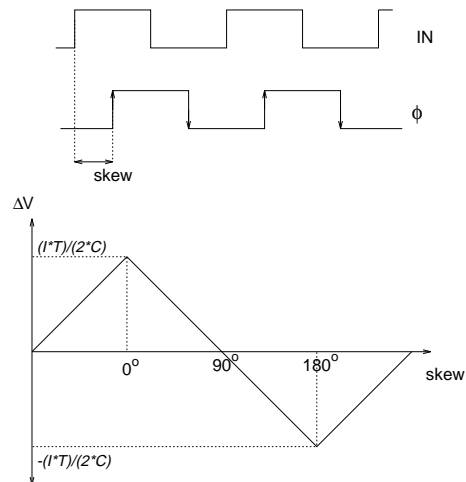 IN
ϕ
skew
ΔV
(I*T)/(2*C)
0° 90° 180°
skew
-(I*T)/(2*C)